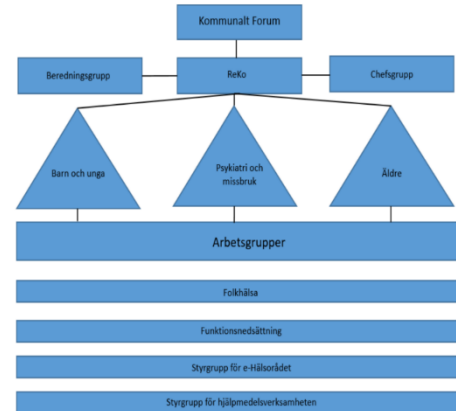 Kommunalt Forum
Beredningsgrupp
ReKo
Chefsgrupp
Barn och unga
Psykiatri och
missbruk
Äldre
Arbetsgrupper
Folkhälsa
Funktionsnedsättning
Styrgrupp för e-Hälsorådet
Styrgrupp för hjälpmedelsverksamheten